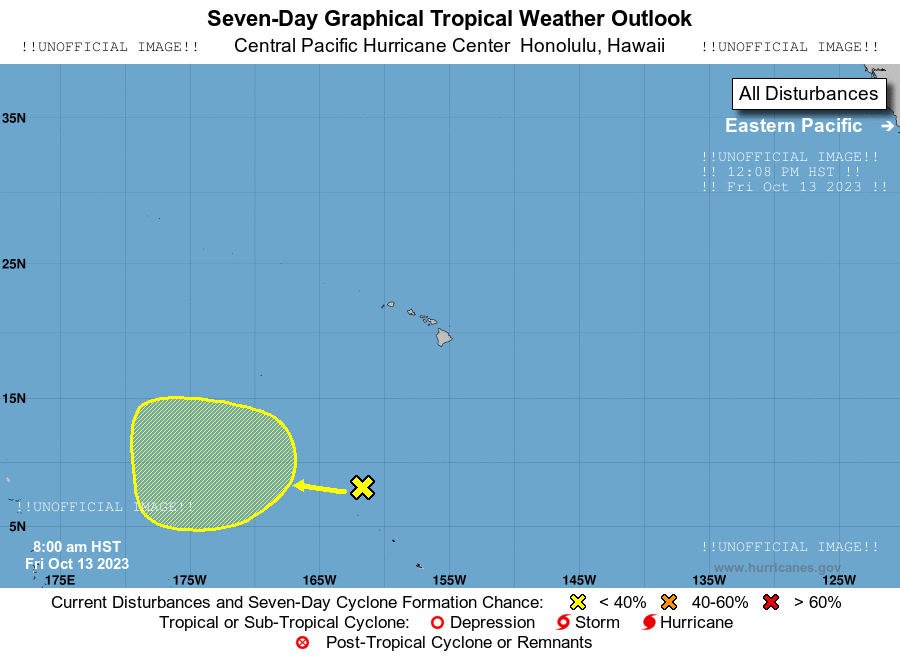 Seven-Day Graphical Tropical Weather Outlook
!!UNOFFICIAL IMAGE!! Central Pacific Hurricane Center Honolulu, Hawaii !!UNOFFICIAL IMAGE!!
All Disturbances
35N
Eastern Pacific
!!UNOFFICIAL IMAGE!!
!! 12:08 PM HST !!
!! Fri Oct 13 2023 !!
25N
15N
!!UNOFFICIAL IMAGE!!
5N
8:00 am HST
Fri Oct 13 2023
!!UNOFFICIAL IMAGE!!
www.hurricanes.gov
175E 175W 165W 155W 145W 135W 125W
Current Disturbances and Seven-Day Cyclone Formation Chance: < 40% 40-60% > 60%
Tropical or Sub-Tropical Cyclone: Depression Storm Hurricane
Post-Tropical Cyclone or Remnants